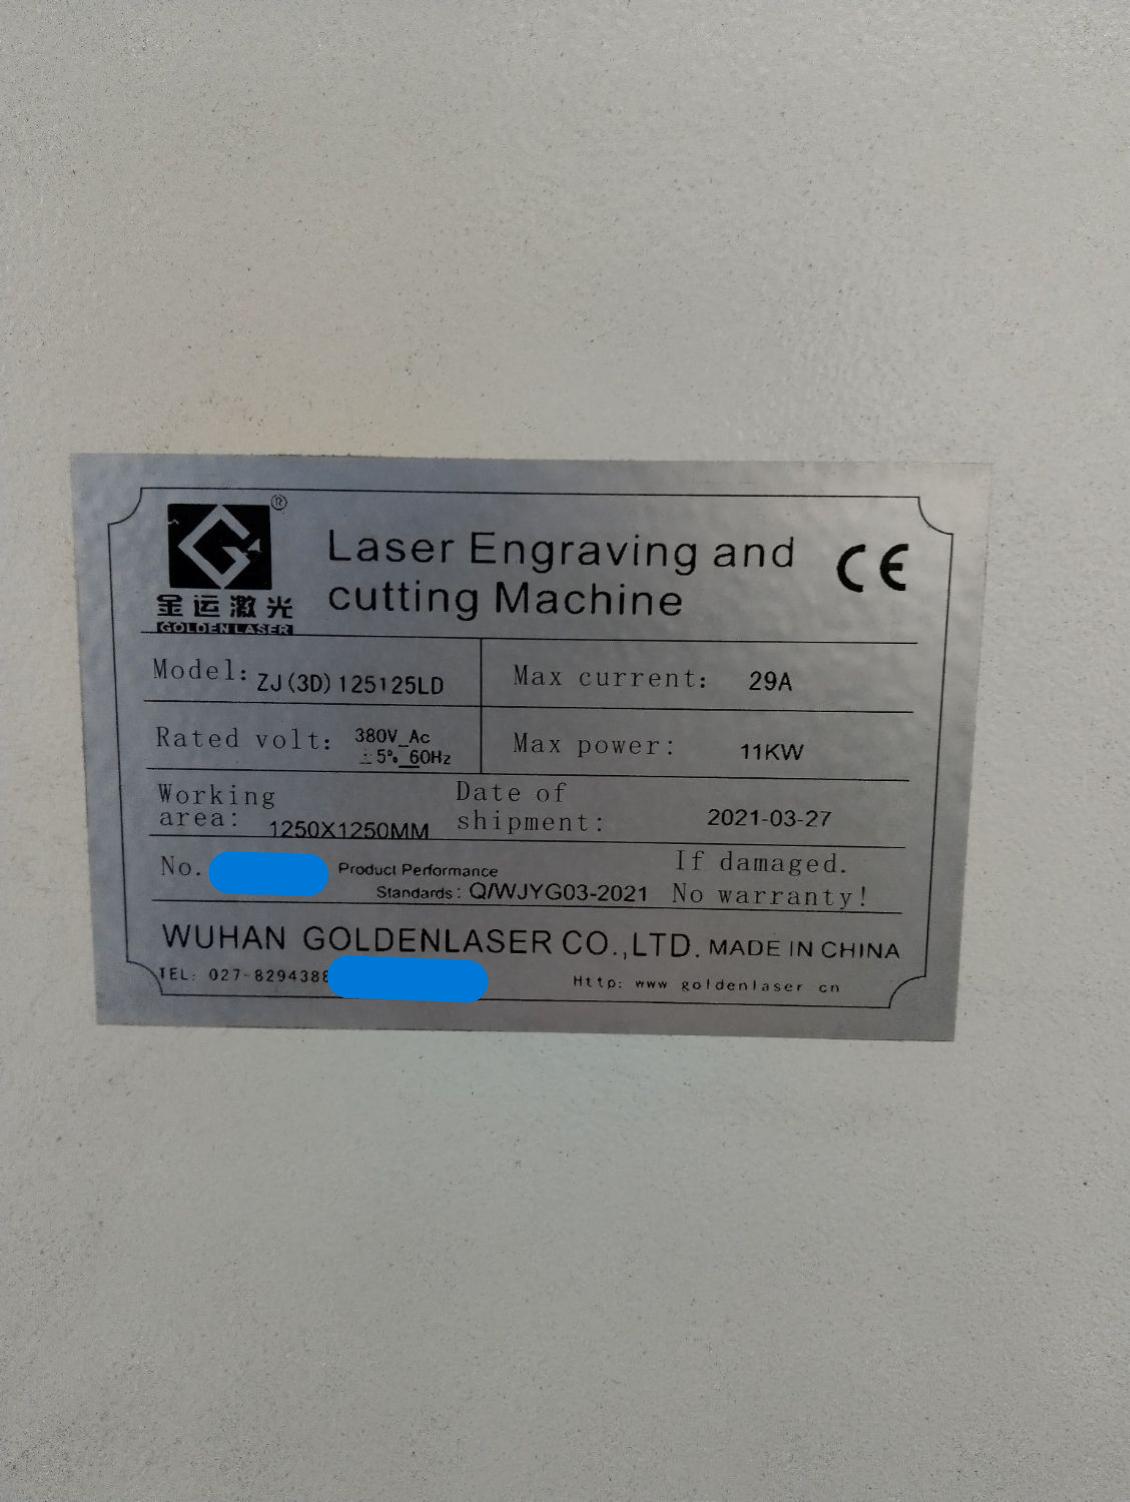 ®
金运激光
GOLDENLASER
Laser Engraving and
cutting Machine
CE
Model: ZJ(3D)125125LD
Max current: 29A
Rated volt: 380V_Ac
±5%_60Hz
Max power: 11KW
Working
area: 1250X1250MM
Date of
shipment: 2021-03-27
No.
Product Performance
Standards: Q/WJYG03-2021
If damaged.
No warranty!
WUHAN GOLDENLASER CO.,LTD. MADE IN CHINA
TEL: 027-8294388
Http: www goldenlaser cn